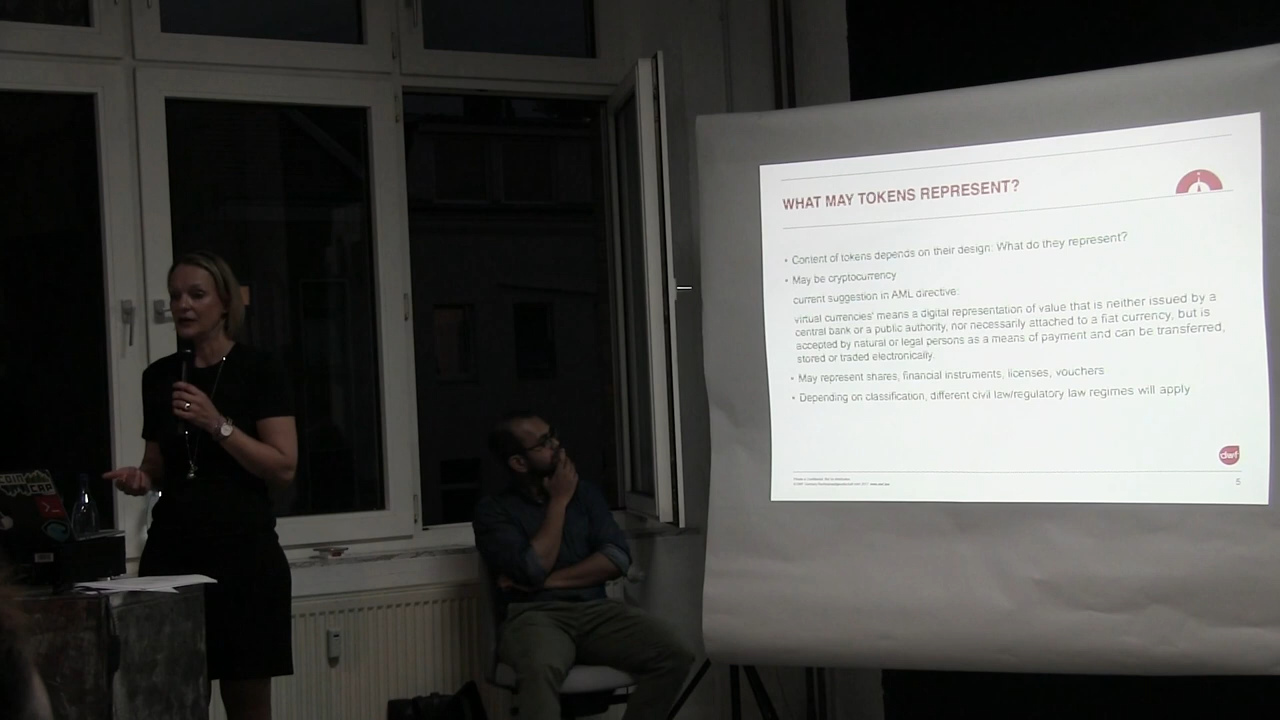 WHAT MAY TOKENS REPRESENT?
• Content of tokens depends on their design: What do they represent?
• May be cryptocurrency
current suggestion in AML directive:
virtual currencies' means a digital representation of value that is neither issued by a
central bank or a public authority, nor necessarily attached to a fiat currency, but is
accepted by natural or legal persons as a means of payment and can be transferred,
stored or traded electronically.
• May represent shares, financial instruments, licenses, vouchers
• Depending on classification, different civil law/regulatory law regimes will apply
dwf
5
COIN
CAP